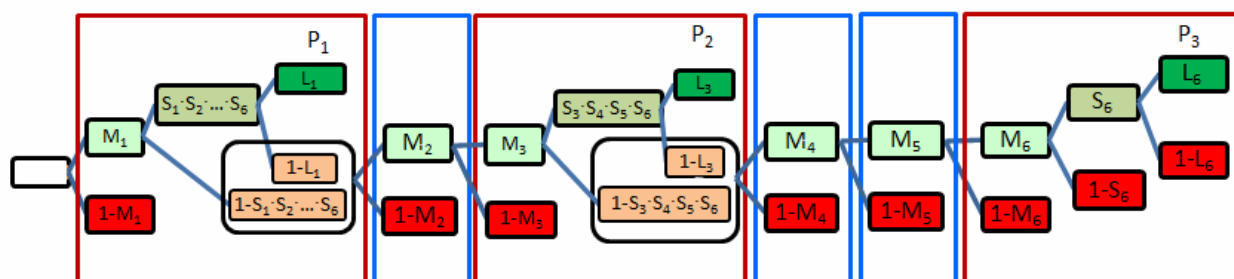 P₁
L₁
S₁·S₂·...·S₆
M₁
1-L₁
1-S₁·S₂·...·S₆
1-M₁
M₂
1-M₂
P₂
L₃
S₃·S₄·S₅·S₆
M₃
1-L₃
1-S₃·S₄·S₅·S₆
1-M₃
M₄
1-M₄
M₅
1-M₅
P₃
L₆
S₆
M₆
1-L₆
1-S₆
1-M₆